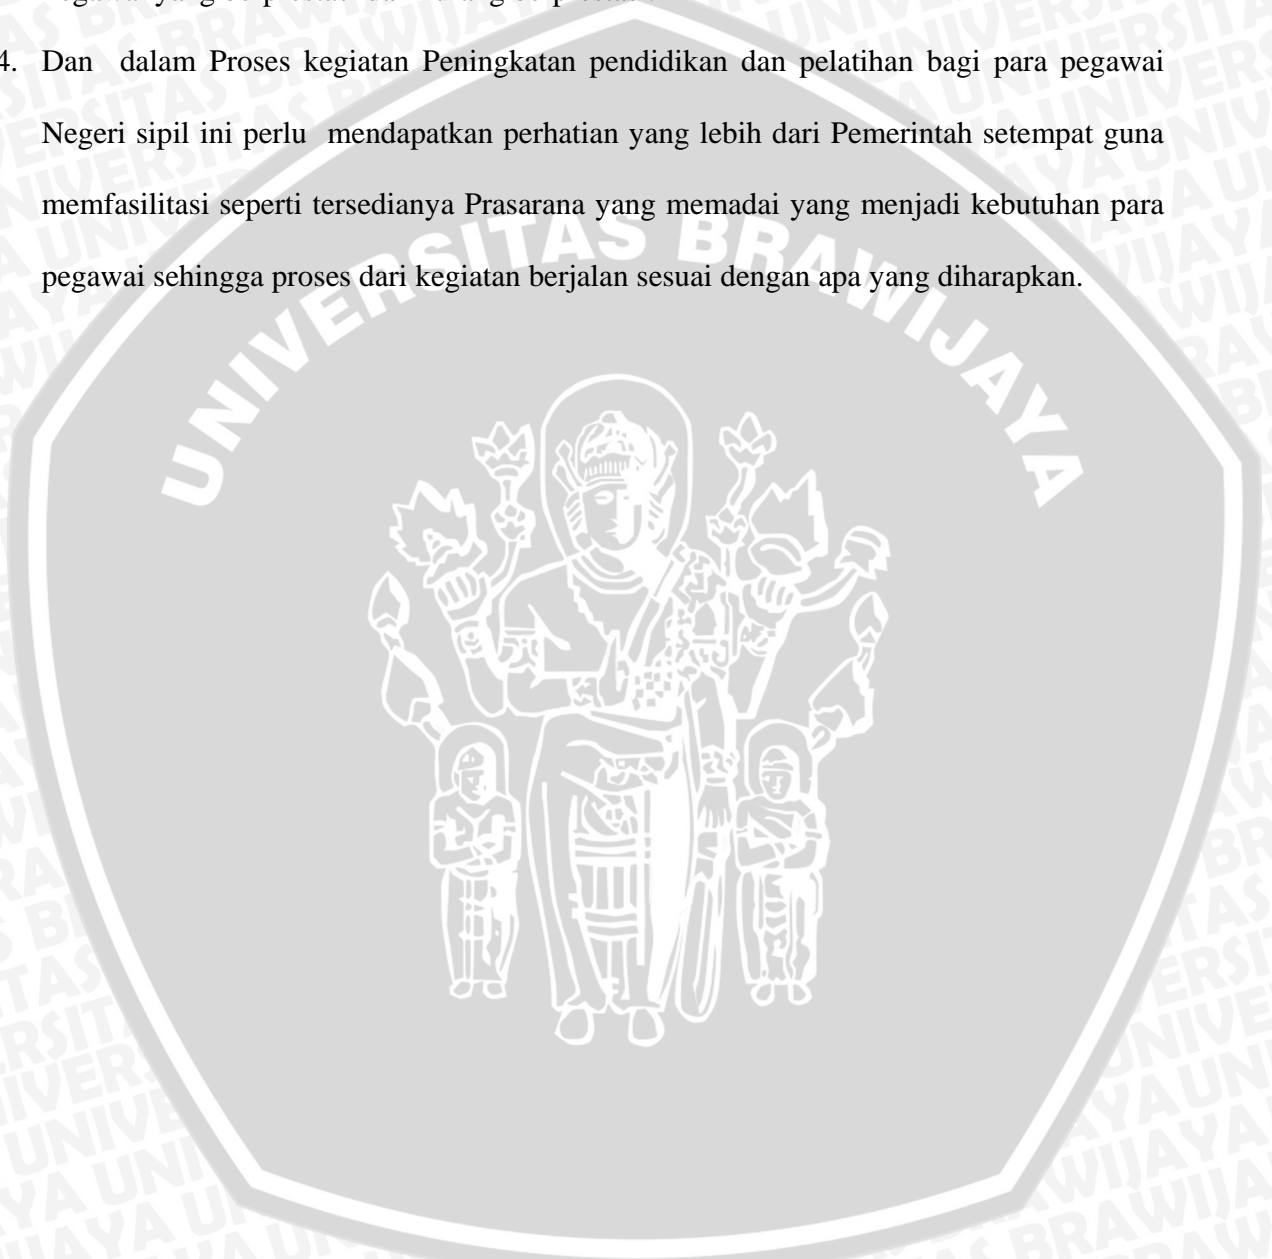 4. Dan dalam Proses kegiatan Peningkatan pendidikan dan pelatihan bagi para pegawai
Negeri sipil ini perlu mendapatkan perhatian yang lebih dari Pemerintah setempat guna
memfasilitasi seperti tersedianya Prasarana yang memadai yang menjadi kebutuhan para
pegawai sehingga proses dari kegiatan berjalan sesuai dengan apa yang diharapkan.
UNIVERSITAS BRAWIJAYA